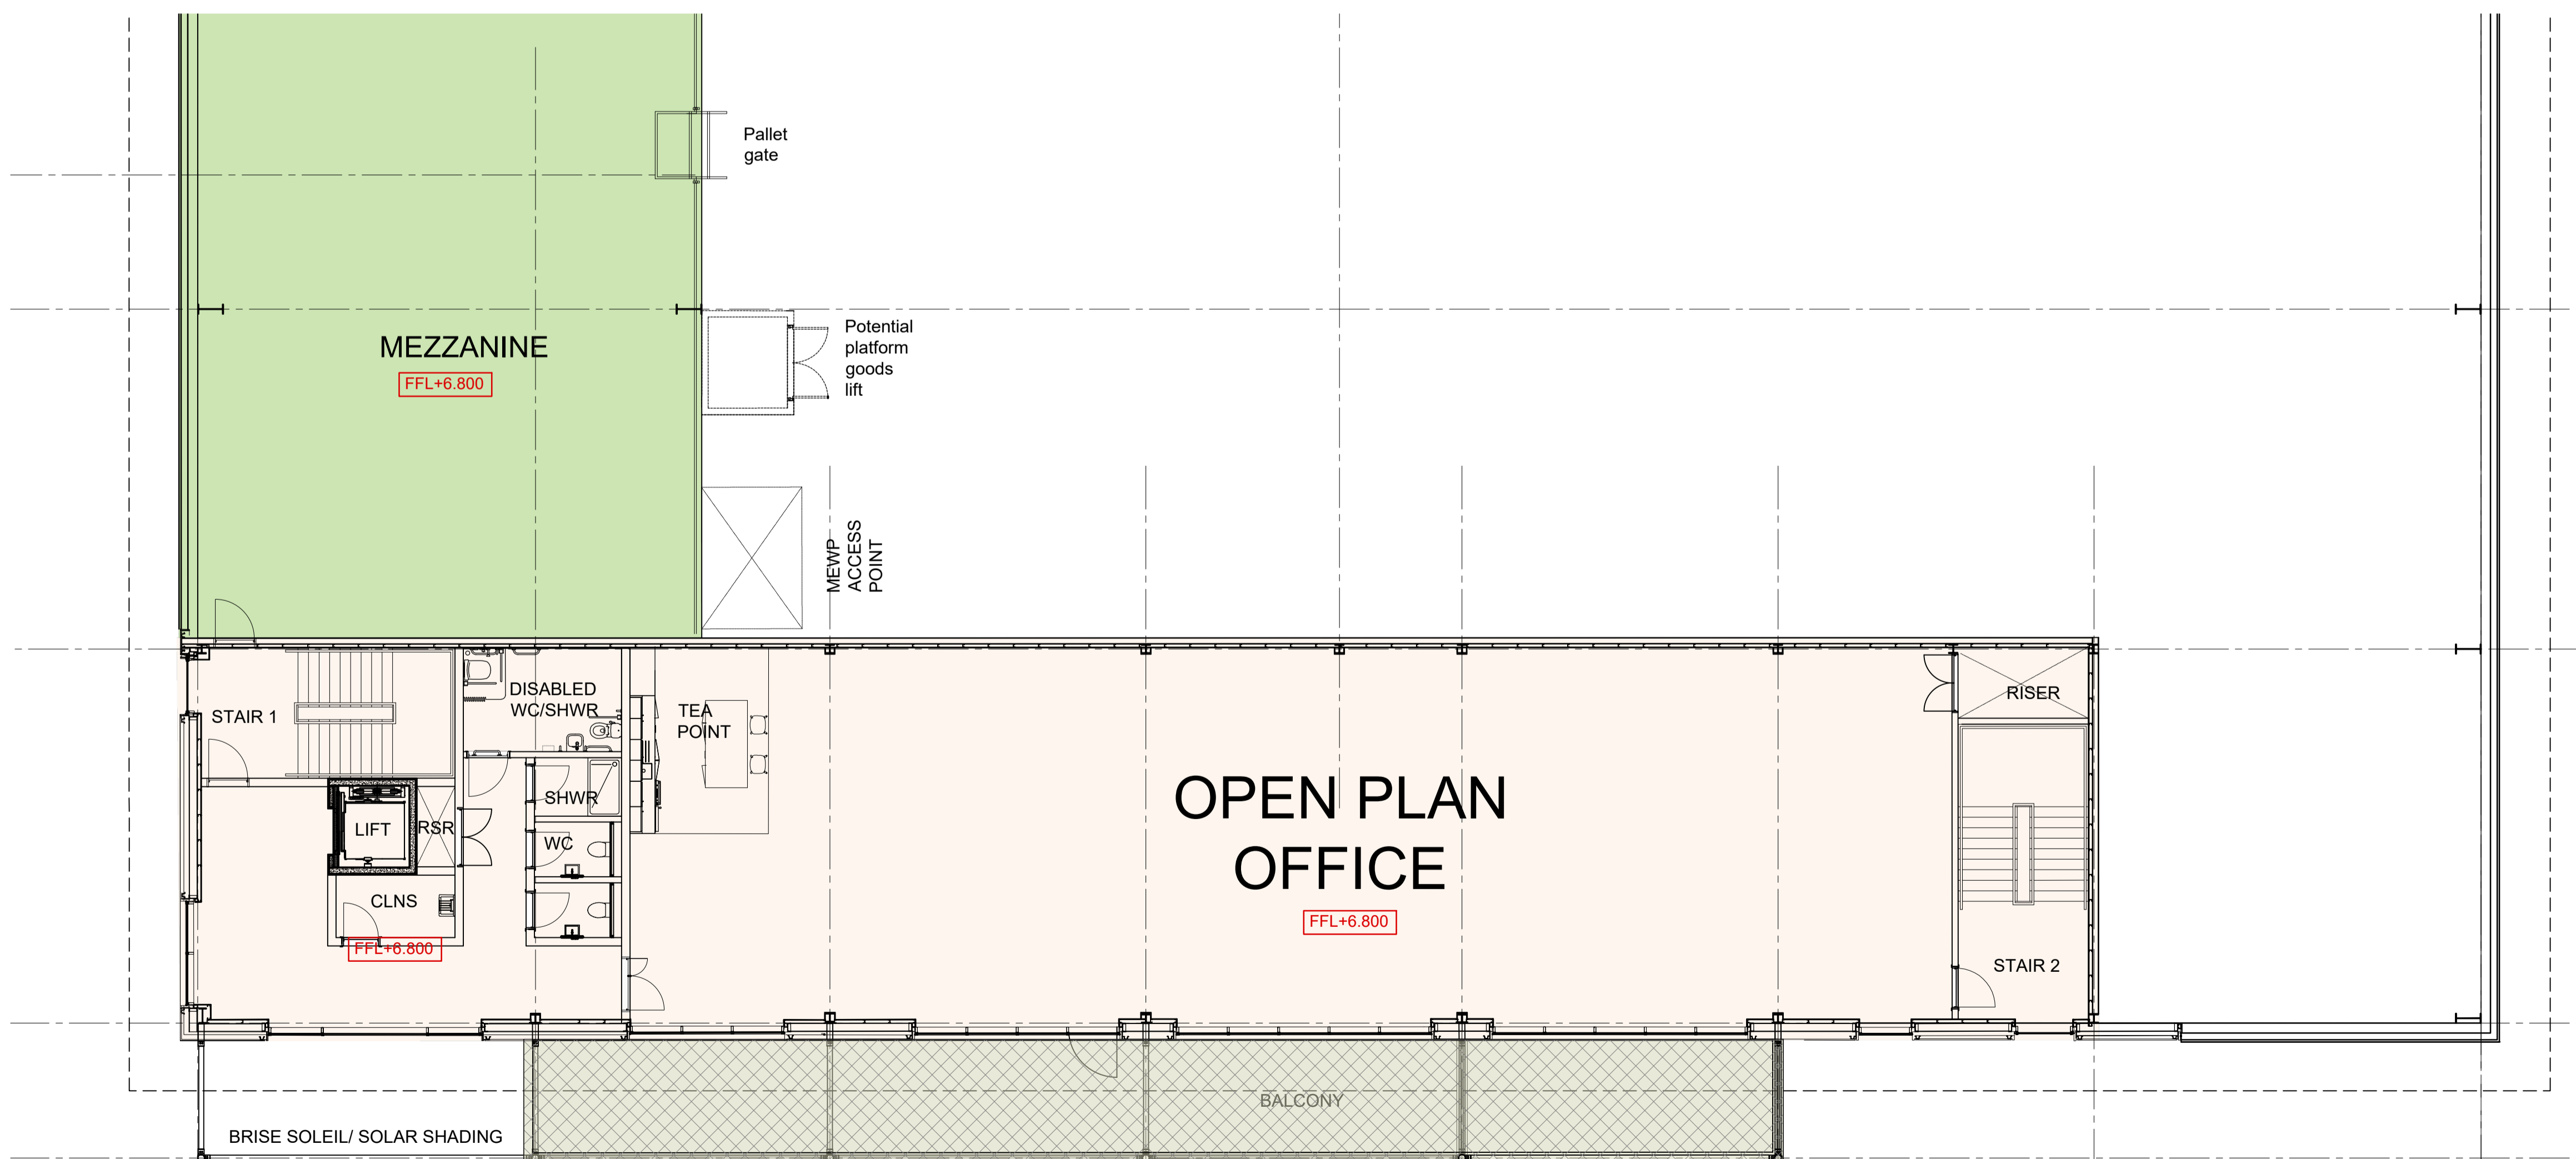 Pallet
gate
Potential
platform
goods
lift
MEZZANINE
FFL+6.800
MEWP
ACCESS
POINT
DISABLED
WC/SHWR
STAIR 1
TEA
POINT
RISER
SHWR
LIFT
RSR
WC
OPEN PLAN
OFFICE
FFL+6.800
CLNS
FFL+6.800
STAIR 2
BALCONY
BRISE SOLEIL/ SOLAR SHADING